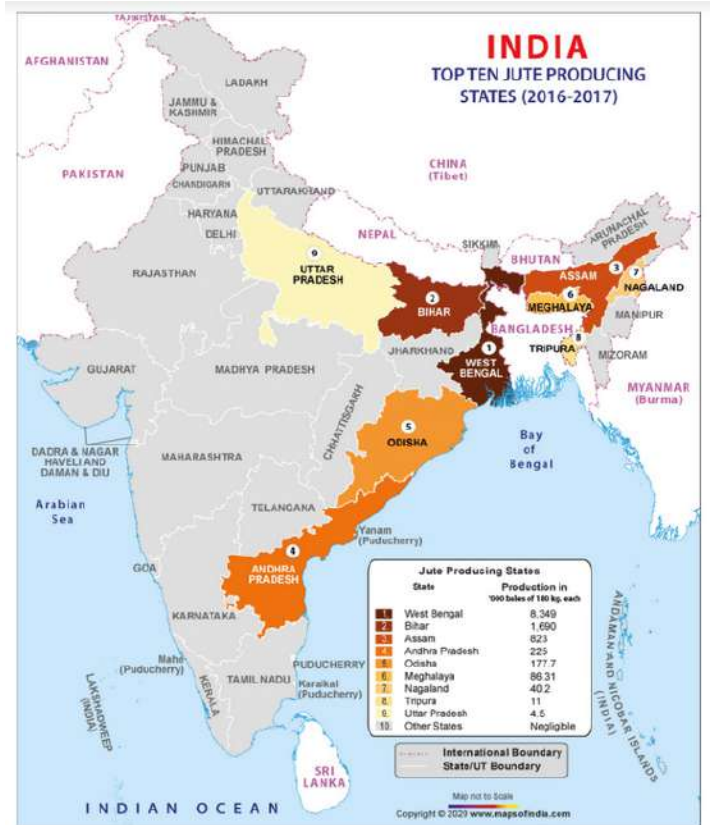 INDIA
TOP TEN JUTE PRODUCING
STATES (2016-2017)
TAJIKISTAN
AFGHANISTAN
LADAKH
JAMMU &
KASHMIR
HIMACHAL
PRADESH
PAKISTAN
PUNJAB
CHANDIGARH
UTTARAKHAND
CHINA
(Tibet)
HARYANA
DELHI
NEPAL
SIKKIM
BHUTAN
ARUNACHAL
PRADESH
RAJASTHAN
9
UTTAR
PRADESH
2
BIHAR
ASSAM
3
7
NAGALAND
6
MEGHALAYA
BANGLADESH
MANIPUR
8
TRIPURA
MIZORAM
GUJARAT
MADHYA PRADESH
JHARKHAND
1
WEST
BENGAL
MYANMAR
(Burma)
CHHATTISGARH
5
ODISHA
DADRA & NAGAR
HAVELI AND
DAMAN & DIU
MAHARASHTRA
Bay
of
Bengal
Arabian
Sea
TELANGANA
Yanam
(Puducherry)
4
ANDHRA
PRADESH
GOA
KARNATAKA
Mahe
(Puducherry)
PUDUCHERRY
TAMIL NADU
Karaikal
(Puducherry)
KERALA
LAKSHADWEEP
(INDIA)
ANDAMAN AND NICOBAR ISLANDS
(INDIA)
SRI
LANKA
INDIAN OCEAN
Jute Producing States
State Production in
'000 bales of 180 kg. each
1 West Bengal 8,349
2 Bihar 1,690
3 Assam 823
4 Andhra Pradesh 225
5 Odisha 177.7
6 Meghalaya 86.31
7 Nagaland 40.2
8 Tripura 11
9 Uttar Pradesh 4.5
10 Other States Negligible
International Boundary
State/UT Boundary
Map not to Scale
Copyright © 2020 www.mapsofindia.com